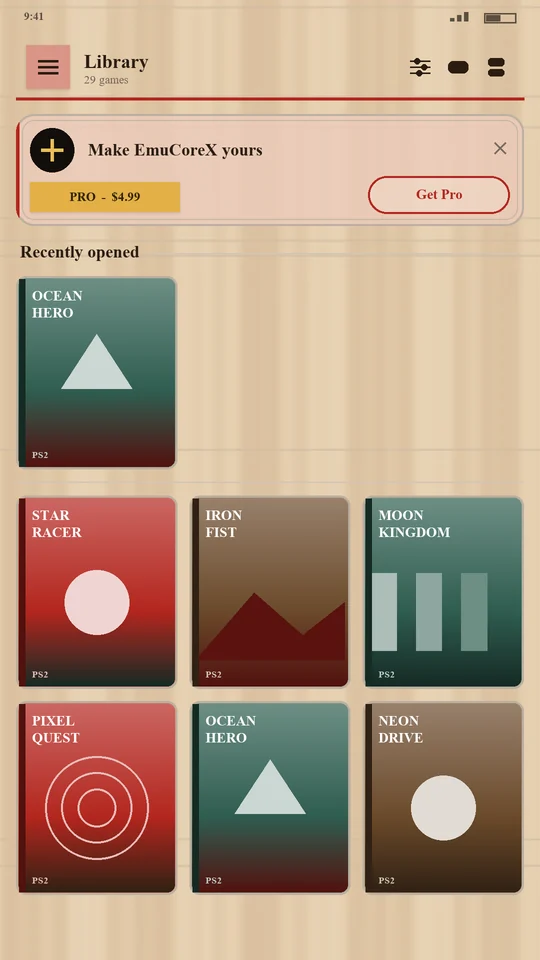 9:41
Library
29 games
Make EmuCoreX yours
PRO - $4.99
Get Pro
Recently opened
OCEAN
HERO
PS2
STAR
RACER
PS2
IRON
FIST
PS2
MOON
KINGDOM
PS2
PIXEL
QUEST
PS2
OCEAN
HERO
PS2
NEON
DRIVE
PS2